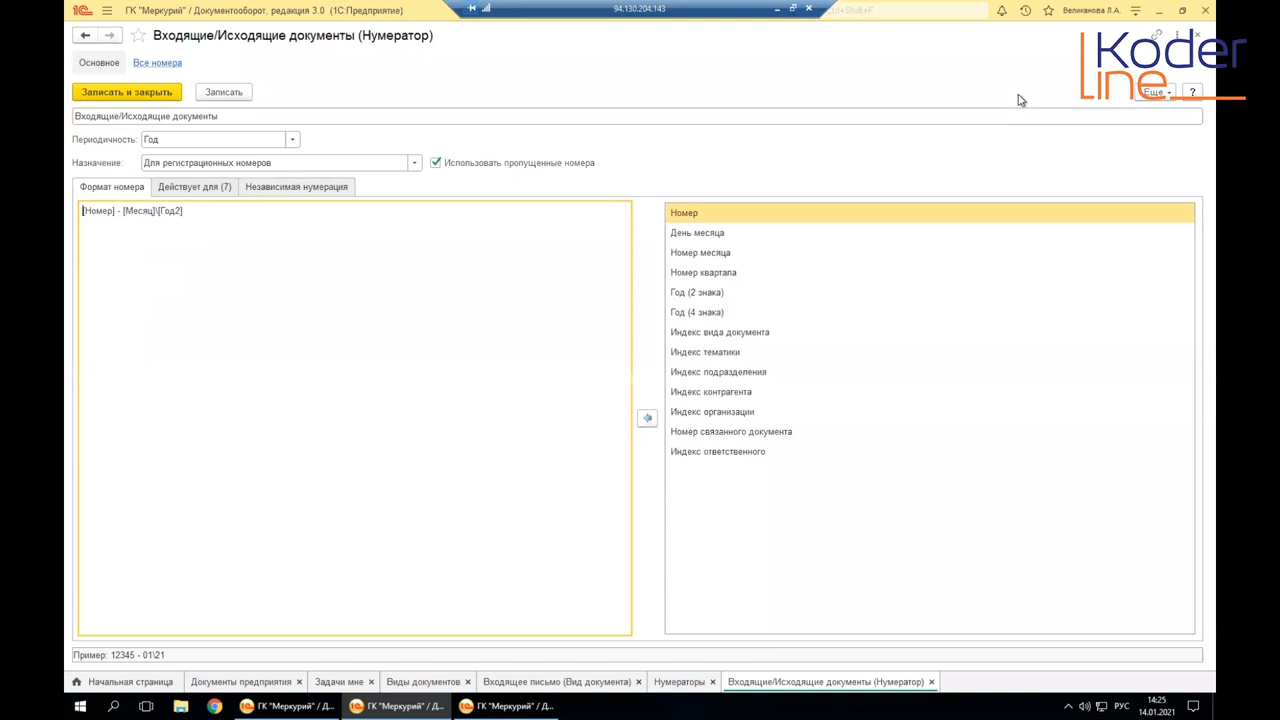 ГК "Меркурий" / Документооборот, редакция 3.0 (1С:Предприятие)
94.130.204.143
Ctrl+Shift+F
Великанова Л.А.
Входящие/Исходящие документы (Нумератор)
Koder
line
Основное
Все номера
Записать и закрыть
Записать
Еще
?
Входящие/Исходящие документы
Периодичность:
Год
Назначение:
Для регистрационных номеров
Использовать пропущенные номера
Формат номера
Действует для (7)
Независимая нумерация
[Номер] - [Месяц]\[Год2]
Номер
День месяца
Номер месяца
Номер квартала
Год (2 знака)
Год (4 знака)
Индекс вида документа
Индекс тематики
Индекс подразделения
Индекс контрагента
Индекс организации
Номер связанного документа
Индекс ответственного
Пример: 12345 - 01\21
Начальная страница
Документы предприятия
Задачи мне
Виды документов
Входящее письмо (Вид документа)
Нумераторы
Входящие/Исходящие документы (Нумератор)
ГК "Меркурий" / Д...
ГК "Меркурий" / Д...
ГК "Меркурий" / Д...
РУС
14:25
14.01.2021